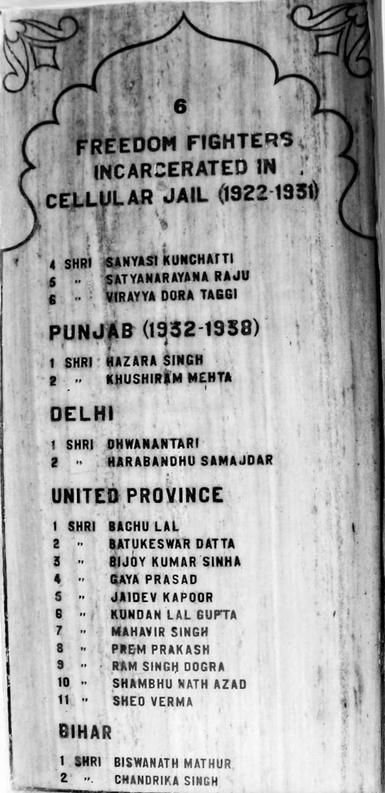 6
FREEDOM FIGHTERS
INCARCERATED IN
CELLULAR JAIL (1922-1931)
4 SHRI SANYASI KUNCHATTI
5 " SATYANARAYANA RAJU
6 " VIRAYYA DORA TAGGI
PUNJAB (1932-1938)
1 SHRI HAZARA SINGH
2 " KHUSHIRAM MEHTA
DELHI
1 SHRI DHWANANTARI
2 " HARABANDHU SAMAJDAR
UNITED PROVINCE
1 SHRI BACHU LAL
2 " BATUKESWAR DATTA
3 " BIJOY KUMAR SINHA
4 " GAYA PRASAD
5 " JAIDEV KAPOOR
6 " KUNDAN LAL GUPTA
7 " MAHAVIR SINGH
8 " PREM PRAKASH
9 " RAM SINGH DOGRA
10 " SHAMBHU NATH AZAD
11 " SHEO VERMA
BIHAR
1 SHRI BISWANATH MATHUR
2 " CHANDRIKA SINGH